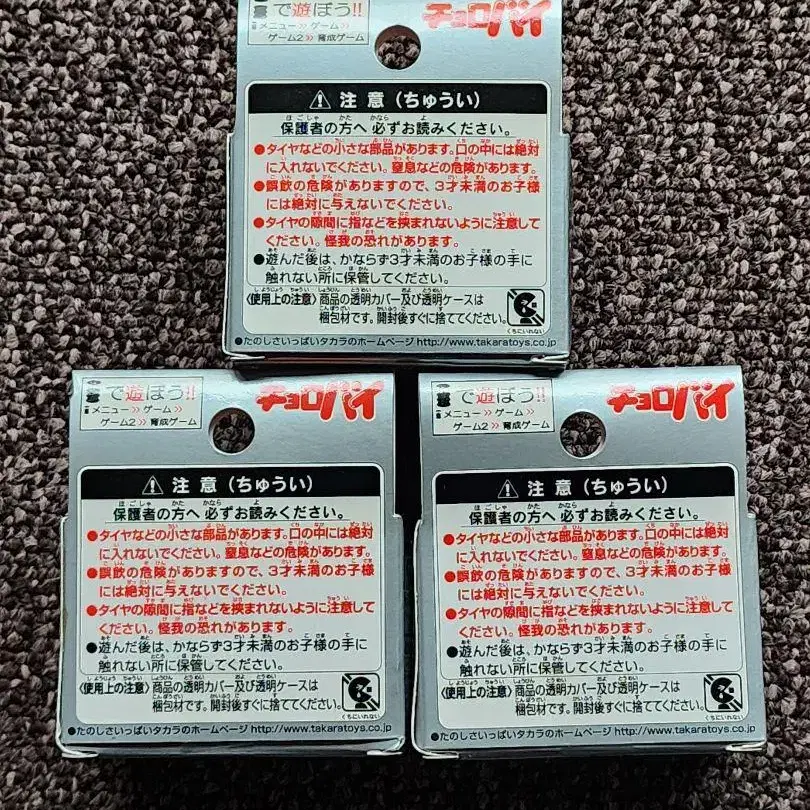 で遊ぼう!!
メニュー≫ゲーム≫
ゲーム2≫育成ゲーム
チョロバイ
⚠注意（ちゅうい）
保護者の方へ必ずお読みください。
●タイヤなどの小さな部品があります。口の中には絶対
に入れないでください。窒息などの危険があります。
●誤飲の危険がありますので、3才未満のお子様
には絶対に与えないでください。
●タイヤの隙間に指などを挟まれないように注意して
ください。怪我の恐れがあります。
●遊んだ後は、かならず3才未満のお子様の手に
触れない所に保管してください。
〈使用上の注意〉商品の透明カバー及び透明ケースは
梱包材です。開封後すぐに捨ててください。
くちにいれない
●たのしさいっぱいタカラのホームページ http://www.takaratoys.co.jp
で遊ぼう!!
メニュー≫ゲーム≫
ゲーム2≫育成ゲーム
チョロバイ
⚠注意（ちゅうい）
保護者の方へ必ずお読みください。
●タイヤなどの小さな部品があります。口の中には絶対
に入れないでください。窒息などの危険があります。
●誤飲の危険がありますので、3才未満のお子様
には絶対に与えないでください。
●タイヤの隙間に指などを挟まれないように注意して
ください。怪我の恐れがあります。
●遊んだ後は、かならず3才未満のお子様の手に
触れない所に保管してください。
〈使用上の注意〉商品の透明カバー及び透明ケースは
梱包材です。開封後すぐに捨ててください。
くちにいれない
●たのしさいっぱいタカラのホームページ http://www.takaratoys.co.jp
で遊ぼう!!
メニュー≫ゲーム≫
ゲーム2≫育成ゲーム
チョロバイ
⚠注意（ちゅうい）
保護者の方へ必ずお読みください。
●タイヤなどの小さな部品があります。口の中には絶対
に入れないでください。窒息などの危険があります。
●誤飲の危険がありますので、3才未満のお子様
には絶対に与えないでください。
●タイヤの隙間に指などを挟まれないように注意して
ください。怪我の恐れがあります。
●遊んだ後は、かならず3才未満のお子様の手に
触れない所に保管してください。
〈使用上の注意〉商品の透明カバー及び透明ケースは
梱包材です。開封後すぐに捨ててください。
くちにいれない
●たのしさいっぱいタカラのホームページ http://www.takaratoys.co.jp